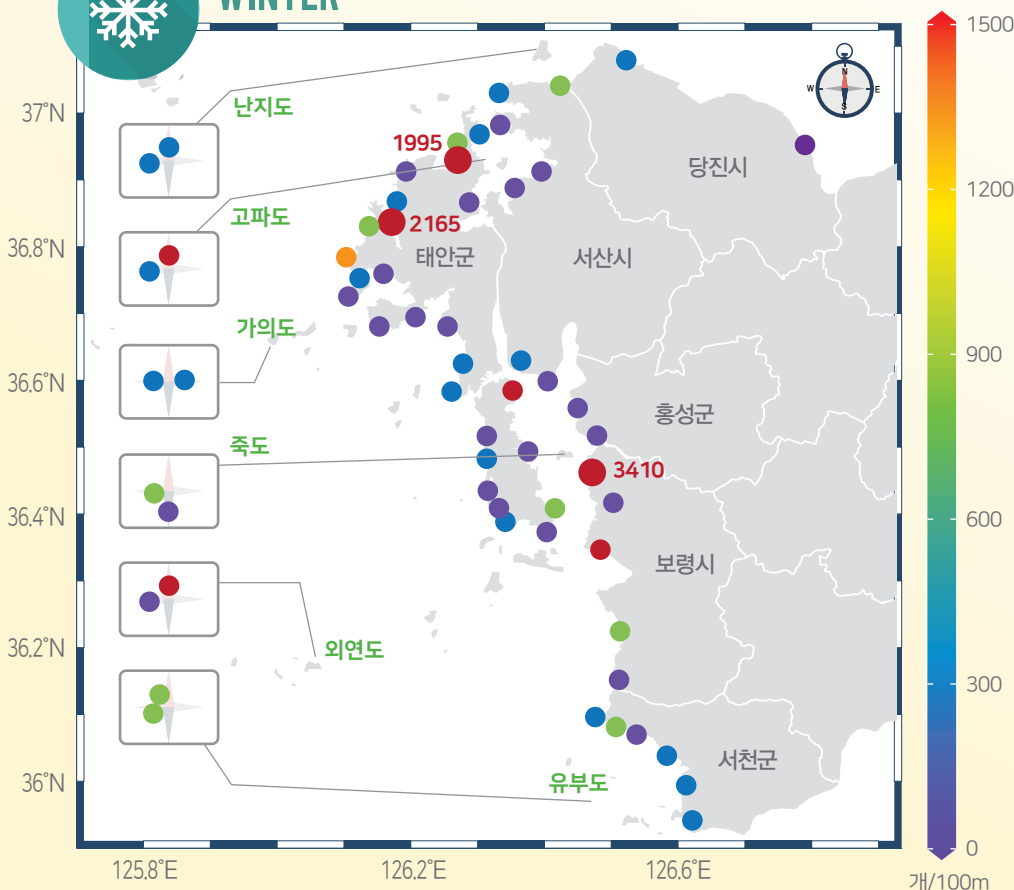 WINTER
1500
N
W
E
S
난지도
37˚N
1995
당진시
1200
고파도
2165
36.8˚N
태안군
서산시
가의도
900
36.6˚N
홍성군
죽도
3410
36.4˚N
600
보령시
외연도
36.2˚N
300
서천군
유부도
36˚N
0
125.8˚E
126.2˚E
126.6˚E
개/100m